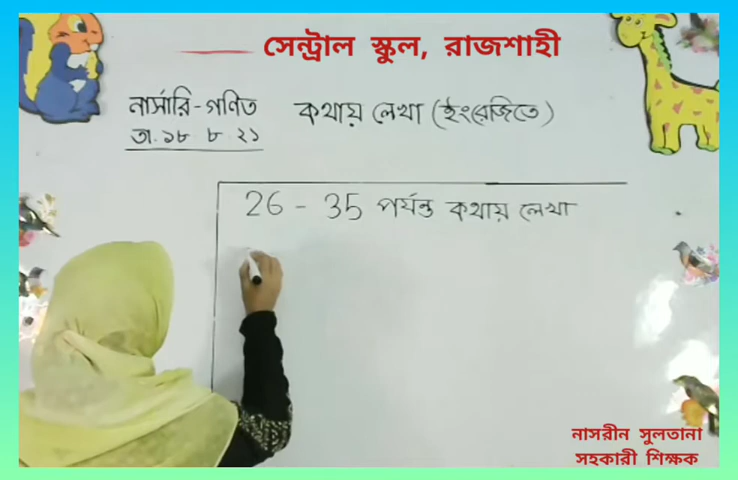 সেন্ট্রাল স্কুল, রাজশাহী
নার্সারি-গণিত
কথায় লেখা (ইংরেজিতে)
তা. ১৮ ৮ ২১
26 - 35 পর্যন্ত কথায় লেখা
নাসরীন সুলতানা
সহকারী শিক্ষক